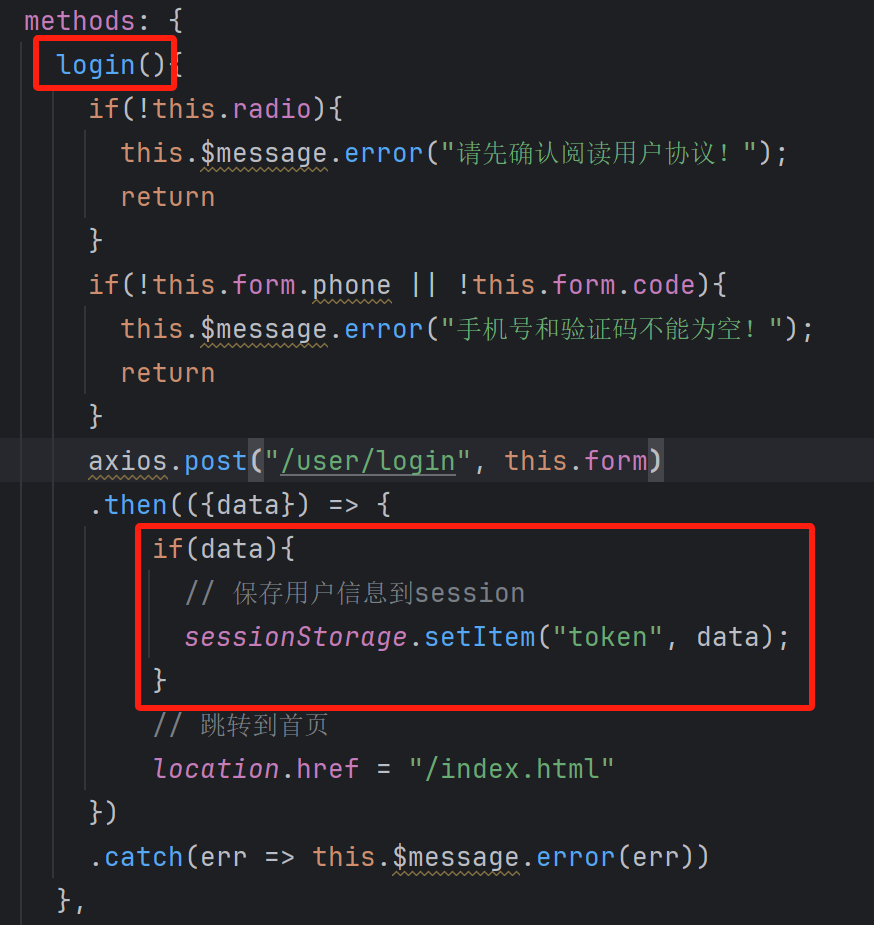 methods: {
login(){
if(!this.radio){
this.$message.error("请先确认阅读用户协议！");
return
}
if(!this.form.phone || !this.form.code){
this.$message.error("手机号和验证码不能为空！");
return
}
axios.post("/user/login", this.form)
.then(({data}) => {
if(data){
// 保存用户信息到session
sessionStorage.setItem("token", data);
}
// 跳转到首页
location.href = "/index.html"
})
.catch(err => this.$message.error(err))
},